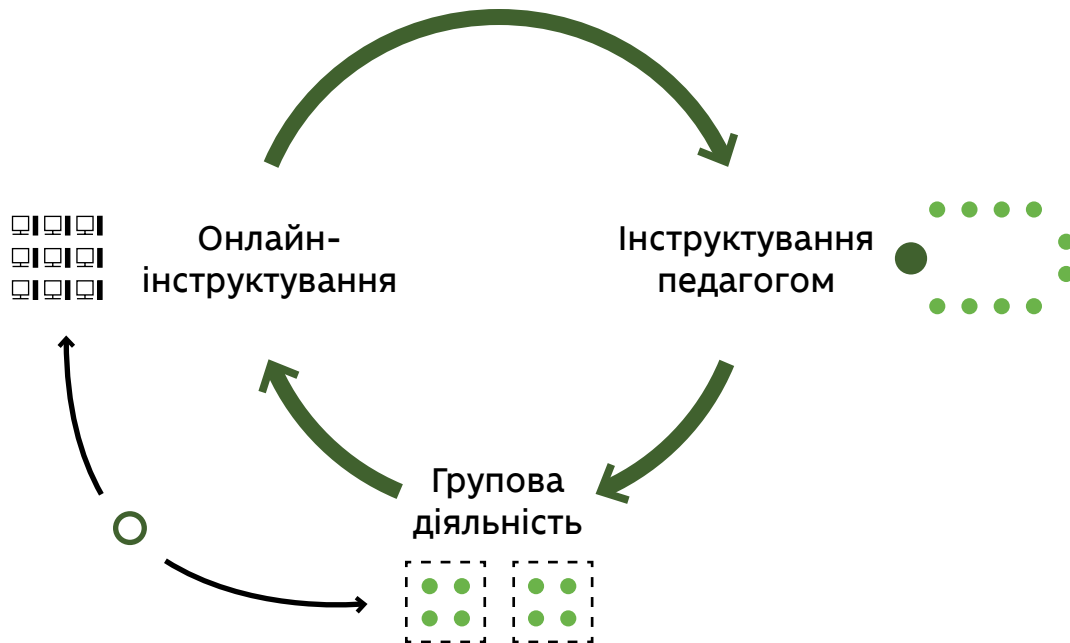 Онлайн-
інструктування
Інструктування
педагогом
Групова
діяльність